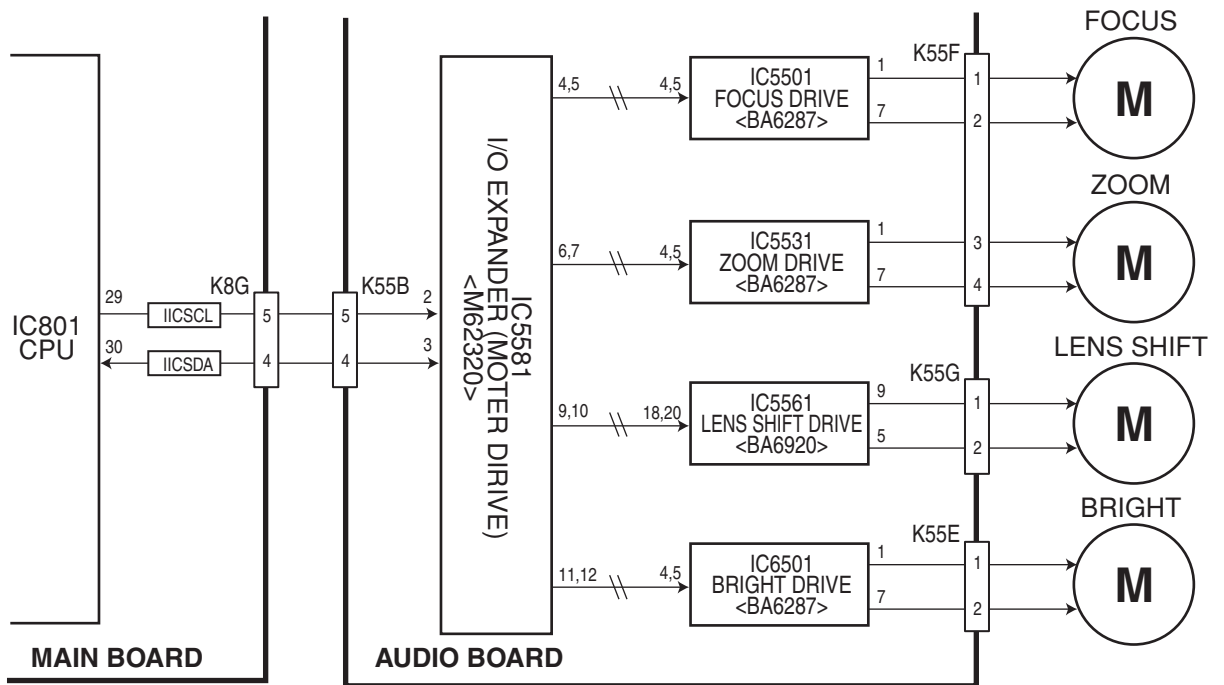 FOCUS
K55F
IC5501
FOCUS DRIVE
<BA6287>
4,5
4,5
1
7
1
2
M
ZOOM
IC5531
ZOOM DRIVE
<BA6287>
6,7
4,5
1
7
3
4
M
IC801
CPU
29
30
IICSCL
IICSDA
K8G
5
4
K55B
5
4
2
3
IC5581
I/O EXPANDER (MOTER DIRIVE)
<M62320>
LENS SHIFT
K55G
IC5561
LENS SHIFT DRIVE
<BA6920>
9,10
18,20
9
5
1
2
M
BRIGHT
K55E
IC6501
BRIGHT DRIVE
<BA6287>
11,12
4,5
1
7
1
2
M
MAIN BOARD
AUDIO BOARD